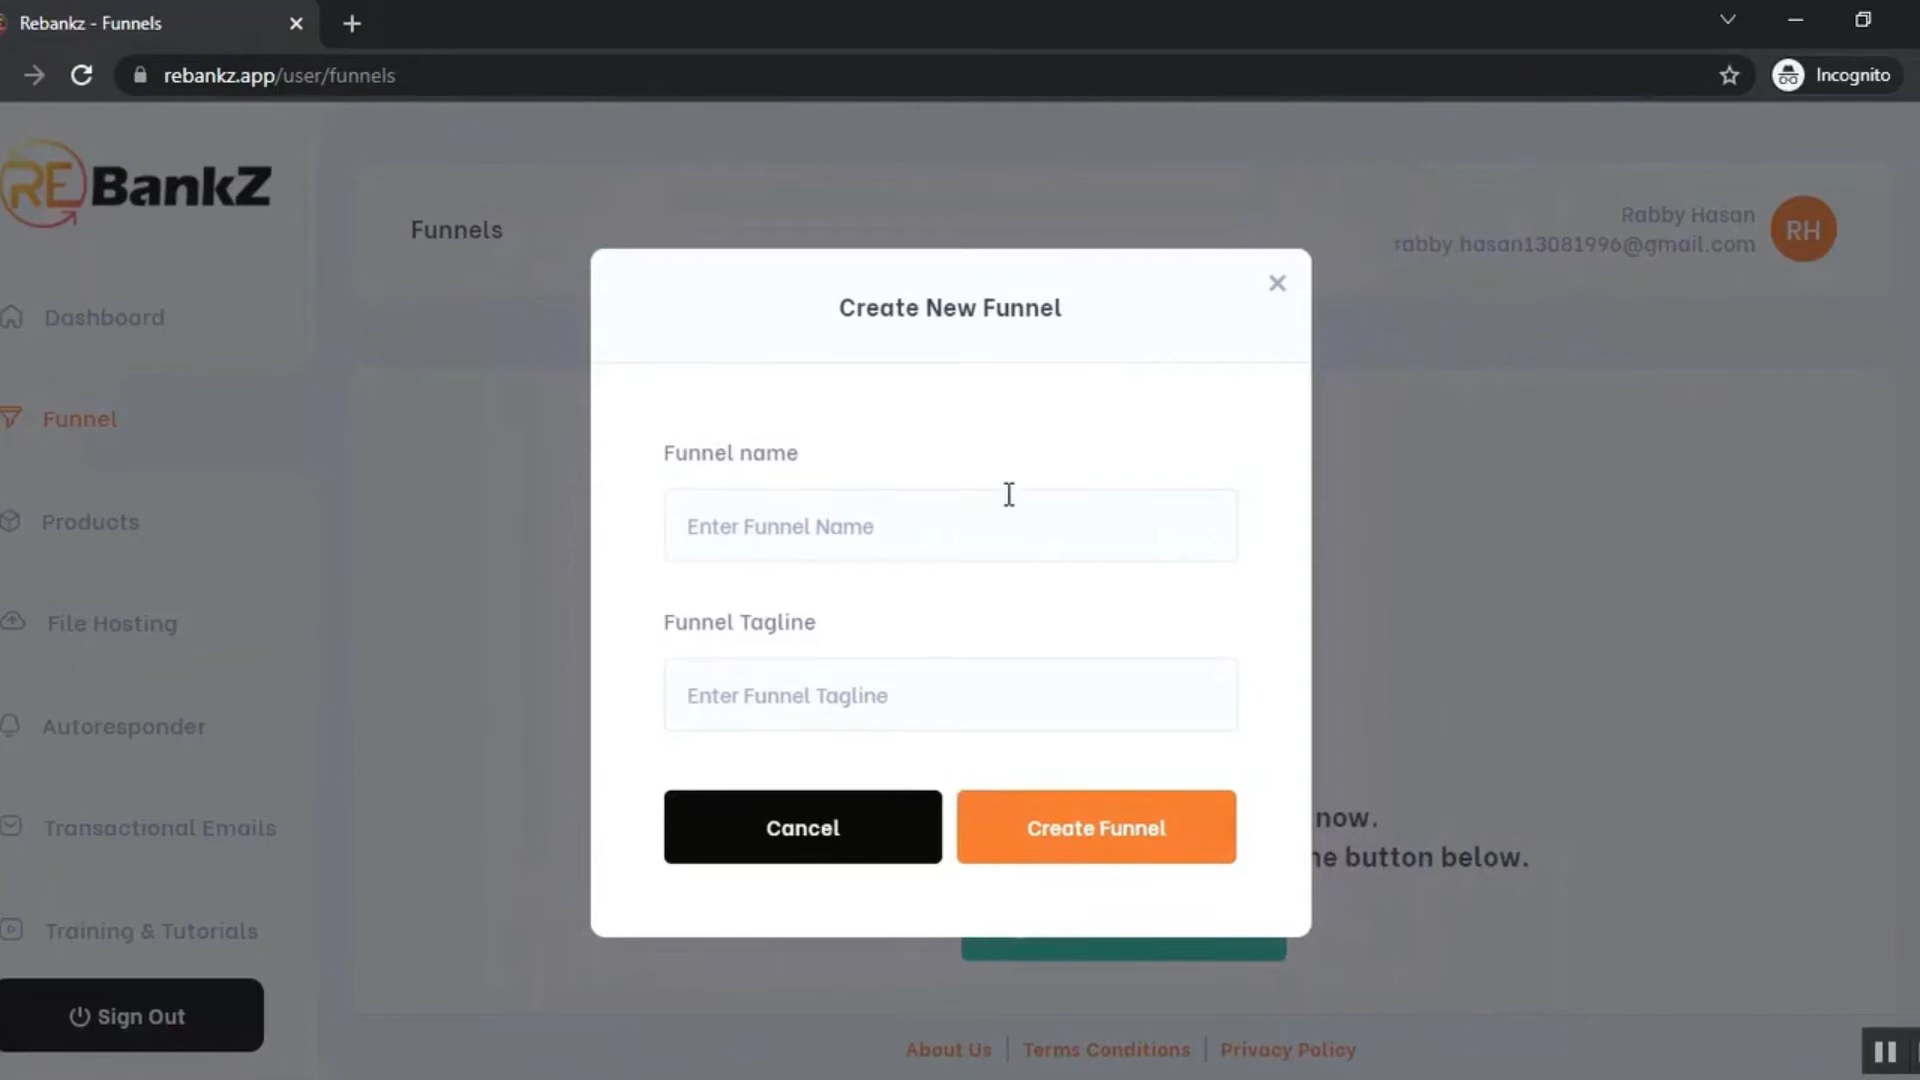 Rebankz - Funnels
rebankz.app/user/funnels
Incognito
REBankZ
Funnels
Rabby Hasan
rabby.hasan13081996@gmail.com
RH
Dashboard
Funnel
Products
File Hosting
Autoresponder
Transactional Emails
Training & Tutorials
Sign Out
Create New Funnel
Funnel name
Enter Funnel Name
Funnel Tagline
Enter Funnel Tagline
Cancel
Create Funnel
now.
button below.
About Us | Terms Conditions | Privacy Policy